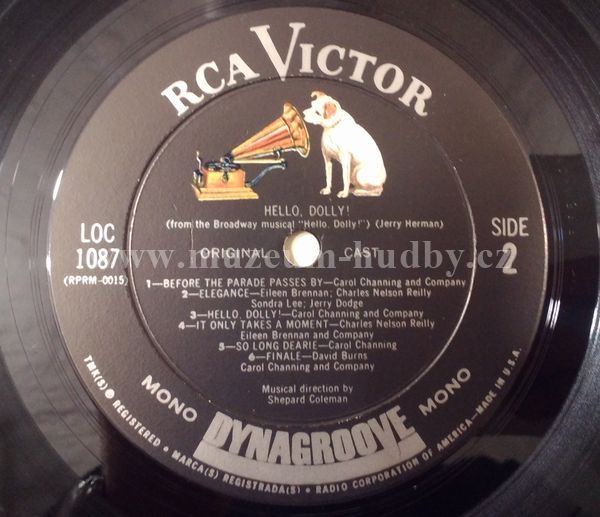 RCA VICTOR
HELLO, DOLLY!
(from the Broadway musical "Hello, Dolly!") (Jerry Herman)
LOC
1087
(RPRM-0015)
SIDE
2
ORIGINAL CAST
www.muzeum-hudby.cz
1—BEFORE THE PARADE PASSES BY—Carol Channing and Company
2—ELEGANCE—Eileen Brennan; Charles Nelson Reilly
Sondra Lee; Jerry Dodge
3—HELLO, DOLLY!—Carol Channing and Company
4—IT ONLY TAKES A MOMENT—Charles Nelson Reilly
Eileen Brennan and Company
5—SO LONG DEARIE—Carol Channing
6—FINALE—David Burns
Carol Channing and Company
Musical direction by
Shepard Coleman
MONO DYNAGROOVE MONO
TMK(S) ® REGISTERED • MARCA(S) REGISTRADA(S) • RADIO CORPORATION OF AMERICA—MADE IN U.S.A.